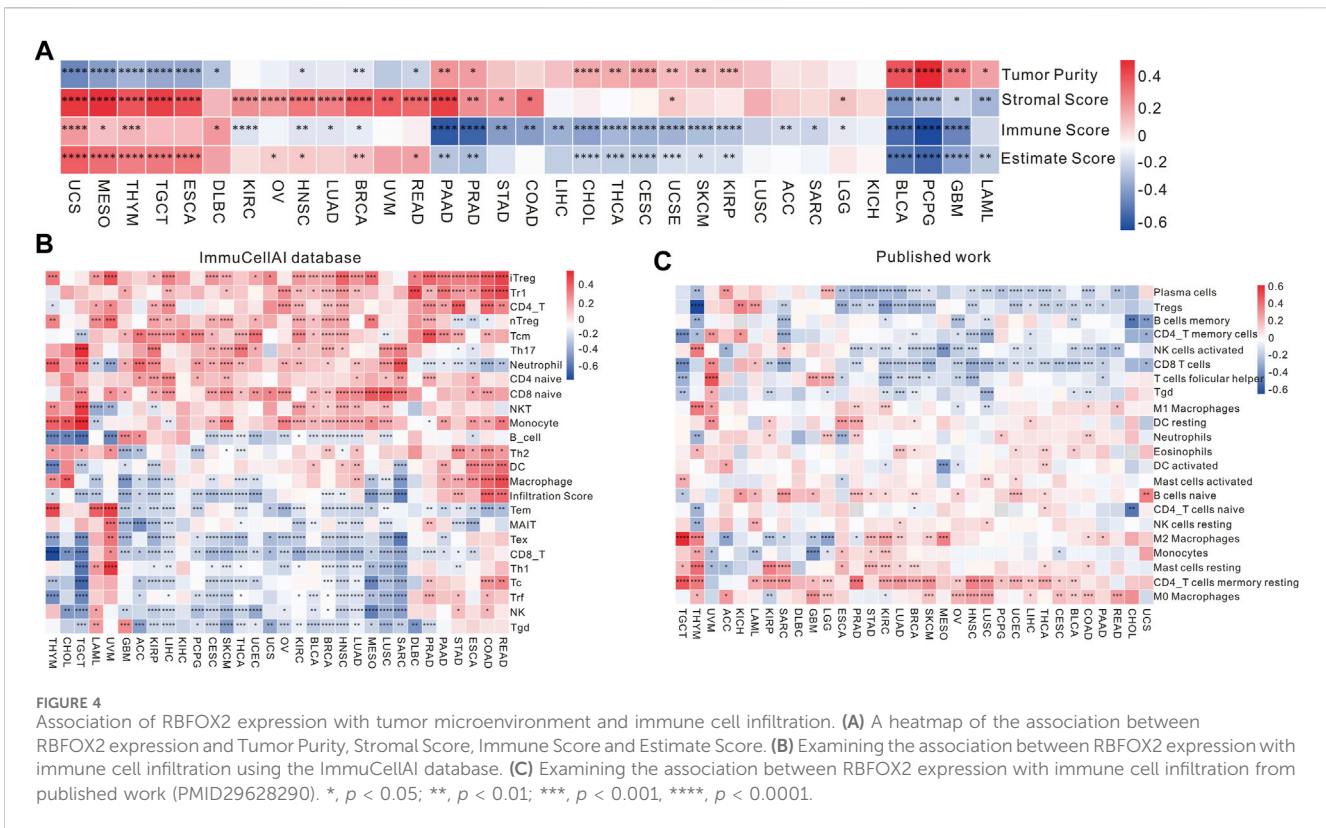 A
Tumor Purity
Stromal Score
Immune Score
Estimate Score
0.4
0.2
0
-0.2
-0.4
-0.6
UCS
MESO
THYM
TGCT
ESCA
DLBC
KIRC
OV
HNSC
LUAD
BRCA
UVM
READ
PAAD
PRAD
STAD
COAD
LIHC
CHOL
THCA
CESC
UCSE
SKCM
KIRP
LUSC
ACC
SARC
LGG
KICH
BLCA
PCPG
GBM
LAML
B
ImmuCellAI database
iTreg
Tr1
CD4_T
nTreg
Tcm
Th17
Neutrophil
CD4 naive
CD8 naive
NKT
Monocyte
B_cell
Th2
DC
Macrophage
Infiltration Score
Tem
MAIT
Tex
CD8_T
Th1
Tc
Trf
NK
Tgd
0.6
0.4
0.2
0
-0.2
-0.4
-0.6
THYM
CHOL
TGCT
LAML
UVM
GBM
ACC
KIRP
LIHC
KIHC
PCPG
CESC
SKCM
THCA
UCEC
UCS
OV
KIRC
BLCA
BRCA
HNSC
LUAD
MESO
LUSC
SARC
DLBC
PRAD
PAAD
STAD
ESCA
COAD
READ
C
Published work
Plasma cells
Tregs
B cells memory
CD4_T memory cells
NK cells activated
CD8 T cells
T cells folicular helper
Tgd
M1 Macrophages
DC resting
Neutrophils
Eosinophils
DC activated
Mast cells activated
B cells naive
CD4_T cells naive
NK cells resting
M2 Macrophages
Monocytes
Mast cells resting
CD4_T cells mermory resting
M0 Macrophages
0.6
0.4
0.2
0
-0.2
-0.4
-0.6
TGCT
THYM
UVM
ACC
KICH
LAML
KIRP
SARC
DLBC
GBM
LGG
ESCA
PRAD
STAD
KIRC
LUAD
BRCA
SKCM
MESO
OV
HNSC
LUSC
PCPG
UCEC
LIHC
THCA
CESC
BLCA
COAD
PAAD
READ
CHOL
UCS
FIGURE 4
Association of RBFOX2 expression with tumor microenvironment and immune cell infiltration. (A) A heatmap of the association between
RBFOX2 expression and Tumor Purity, Stromal Score, Immune Score and Estimate Score. (B) Examining the association between RBFOX2 expression with
immune cell infiltration using the ImmuCellAI database. (C) Examining the association between RBFOX2 expression with immune cell infiltration from
published work (PMID29628290). *, p < 0.05; **, p < 0.01; ***, p < 0.001, ****, p < 0.0001.